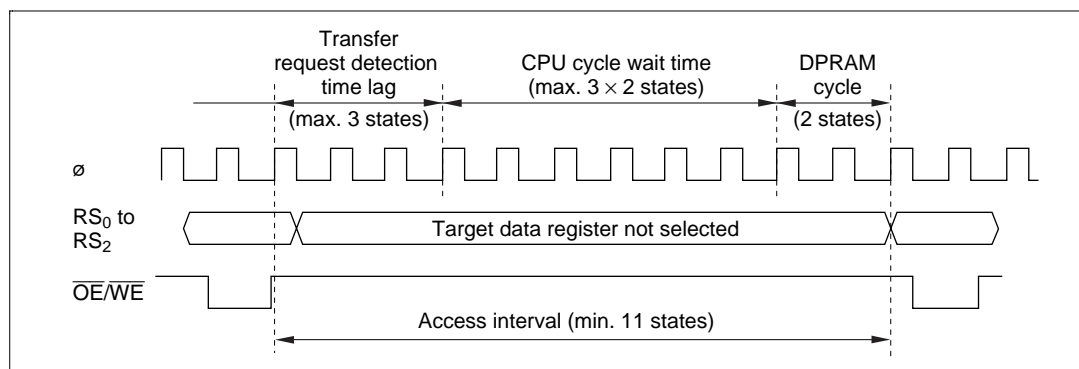 Transfer
request detection
time lag
(max. 3 states)
CPU cycle wait time
(max. 3 × 2 states)
DPRAM
cycle
(2 states)
ø
RS0 to
RS2
Target data register not selected
OE/WE
Access interval (min. 11 states)